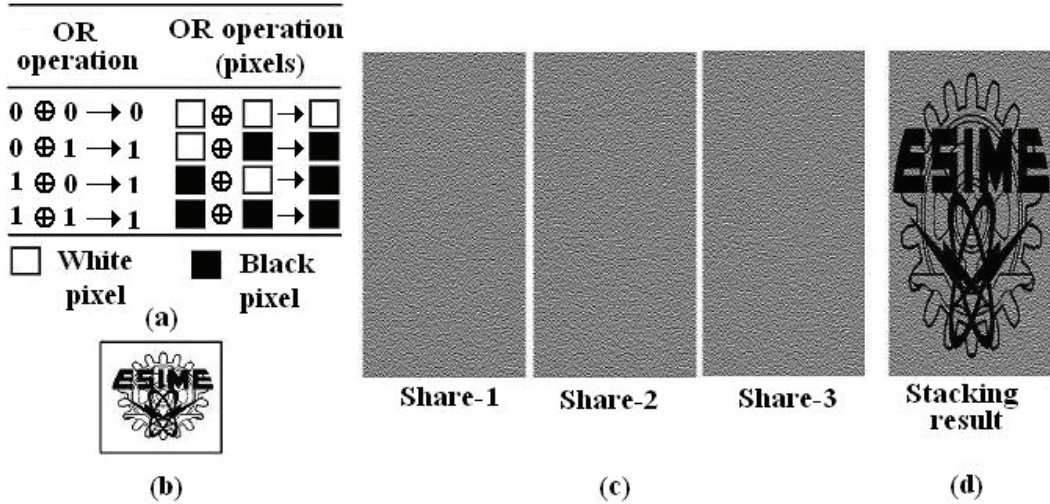 OR operation
OR operation (pixels)
0 ⊕ 0 → 0
0 ⊕ 1 → 1
1 ⊕ 0 → 1
1 ⊕ 1 → 1
⊕ →
⊕ →
⊕ →
⊕ →
White pixel
Black pixel
(a)
ESIME
(b)
Share-1
Share-2
Share-3
(c)
ESIME
Stacking result
(d)